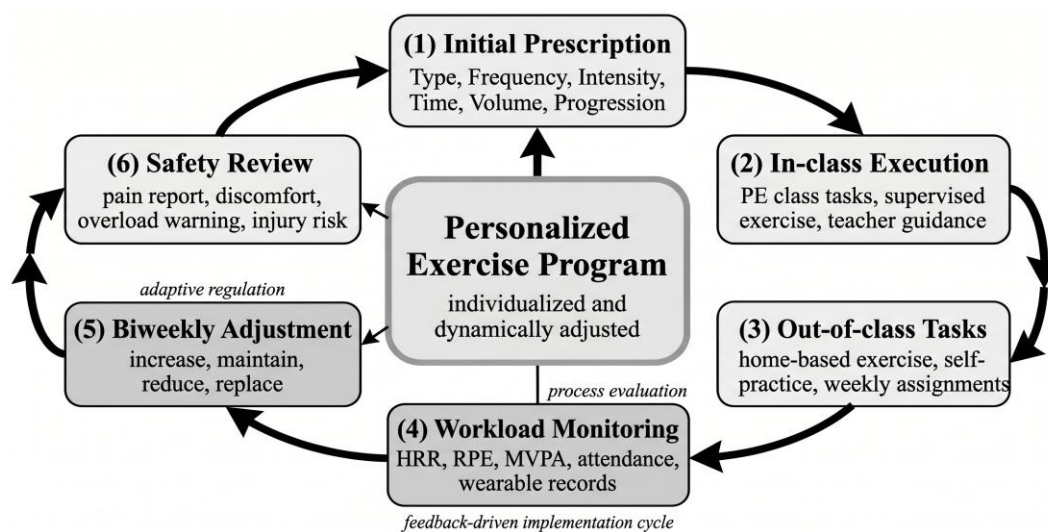 (1) Initial Prescription
Type, Frequency, Intensity,
Time, Volume, Progression
(2) In-class Execution
PE class tasks, supervised
exercise, teacher guidance
(3) Out-of-class Tasks
home-based exercise, self-
practice, weekly assignments
(4) Workload Monitoring
HRR, RPE, MVPA, attendance,
wearable records
(5) Biweekly Adjustment
increase, maintain,
reduce, replace
(6) Safety Review
pain report, discomfort,
overload warning, injury risk
Personalized
Exercise Program
individualized and
dynamically adjusted
adaptive regulation
process evaluation
feedback-driven implementation cycle